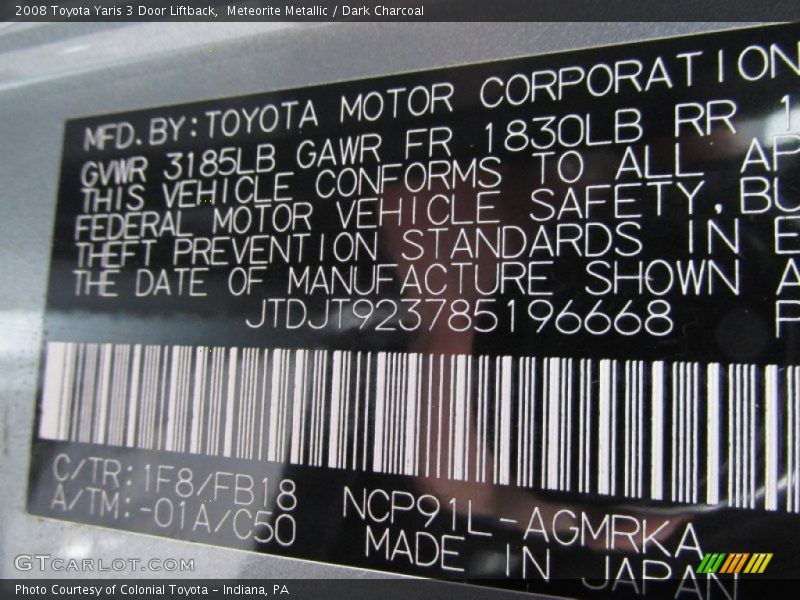 2008 Toyota Yaris 3 Door Liftback, Meteorite Metallic / Dark Charcoal
MFD.BY:TOYOTA MOTOR CORPORATION
GVWR 3185LB GAWR FR 1830LB RR 1
THIS VEHICLE CONFORMS TO ALL AP
FEDERAL MOTOR VEHICLE SAFETY,BU
THEFT PREVENTION STANDARDS IN E
THE DATE OF MANUFACTURE SHOWN A
JTDJT923785196668 P
C/TR:1F8/FB18
A/TM:-01A/C50
NCP91L-AGMRKA
MADE IN JAPAN
GTCARLOT.COM
Photo Courtesy of Colonial Toyota - Indiana, PA